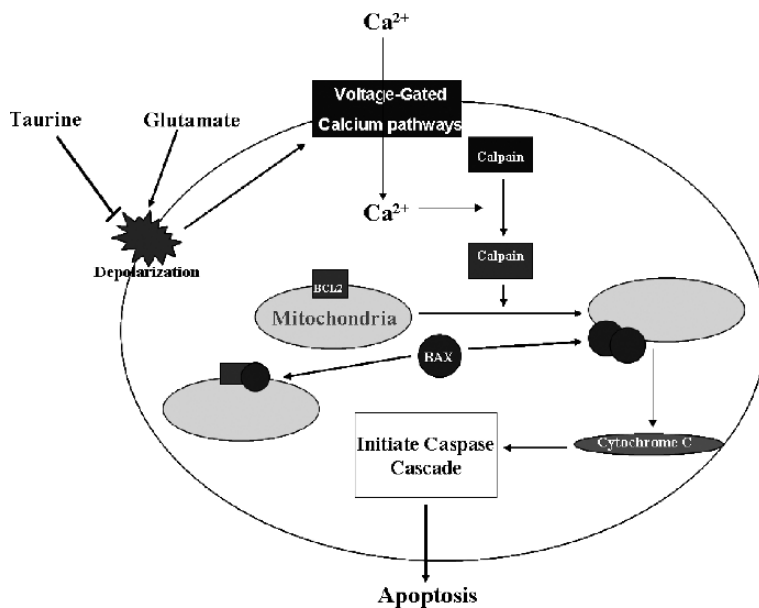 Ca²⁺
Voltage-Gated
Calcium pathways
Taurine
Glutamate
Calpain
Ca²⁺
Calpain
Depolarization
BCL2
Mitochondria
BAX
Initiate Caspase
Cascade
Cytochrome C
Apoptosis